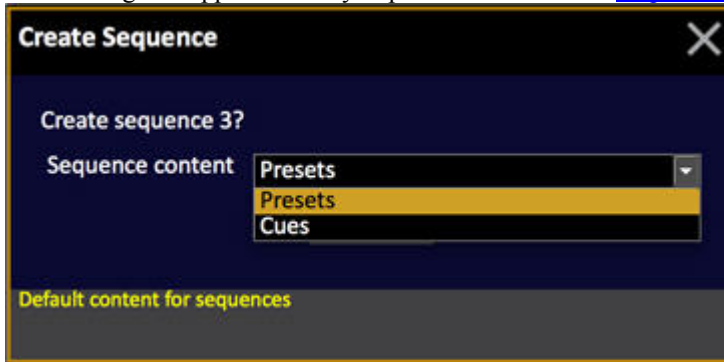 Create Sequence
Create sequence 3?
Sequence content
Presets
Presets
Cues
Default content for sequences